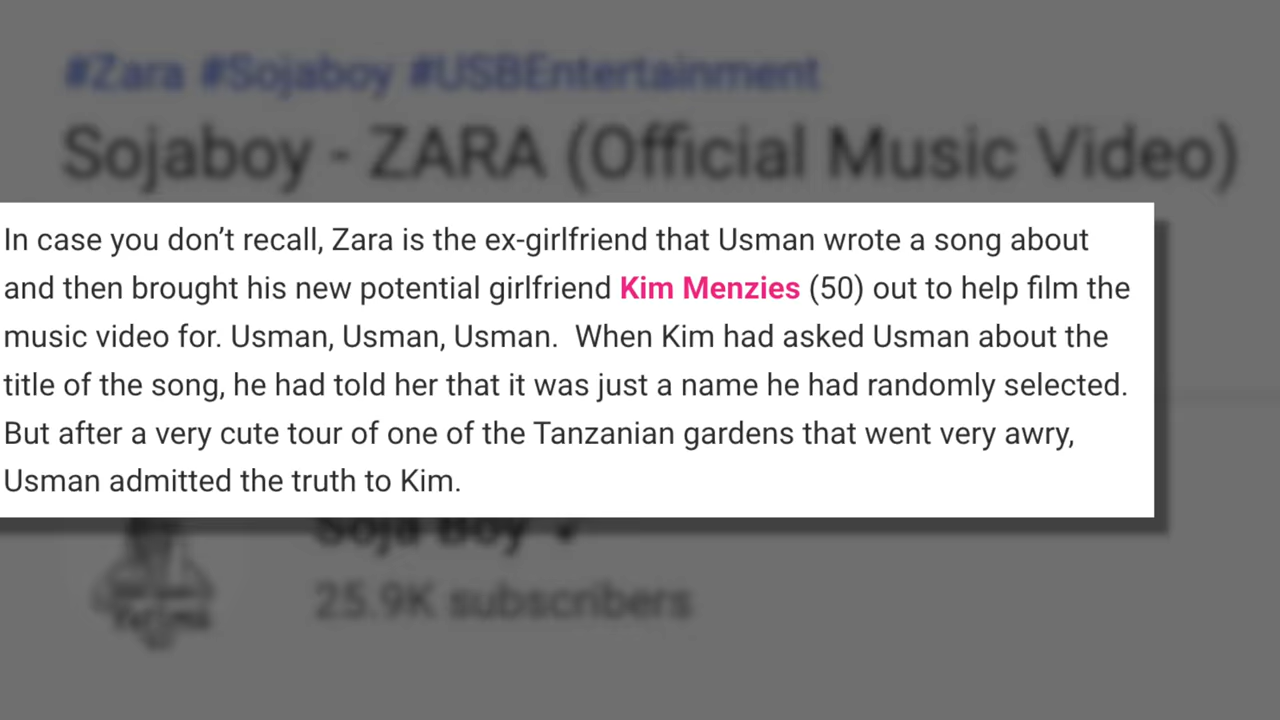 #Zara #Sojaboy #USBEntertainment
Sojaboy - ZARA (Official Music Video)
In case you don’t recall, Zara is the ex-girlfriend that Usman wrote a song about
and then brought his new potential girlfriend Kim Menzies (50) out to help film the
music video for. Usman, Usman, Usman.  When Kim had asked Usman about the
title of the song, he had told her that it was just a name he had randomly selected.
But after a very cute tour of one of the Tanzanian gardens that went very awry,
Usman admitted the truth to Kim.
Soja Boy
25.9K subscribers